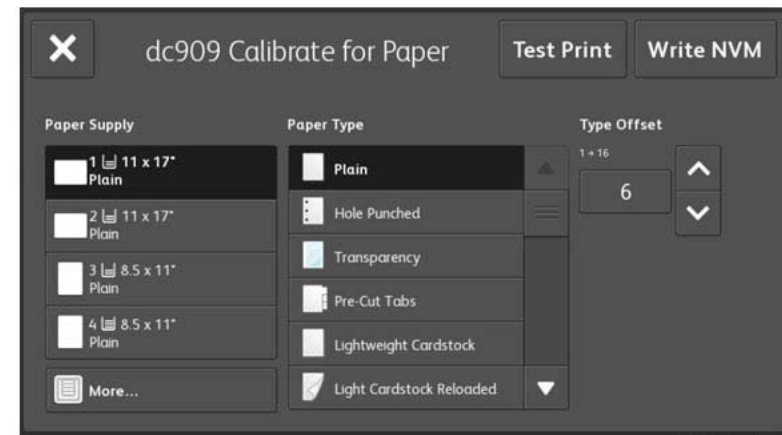 dc909 Calibrate for Paper
Test Print
Write NVM
Paper Supply
Paper Type
Type Offset
1 11 x 17"
Plain
2 11 x 17"
Plain
3 8.5 x 11"
Plain
4 8.5 x 11"
Plain
More...
Plain
Hole Punched
Transparency
Pre-Cut Tabs
Lightweight Cardstock
Light Cardstock Reloaded
1 → 16
6